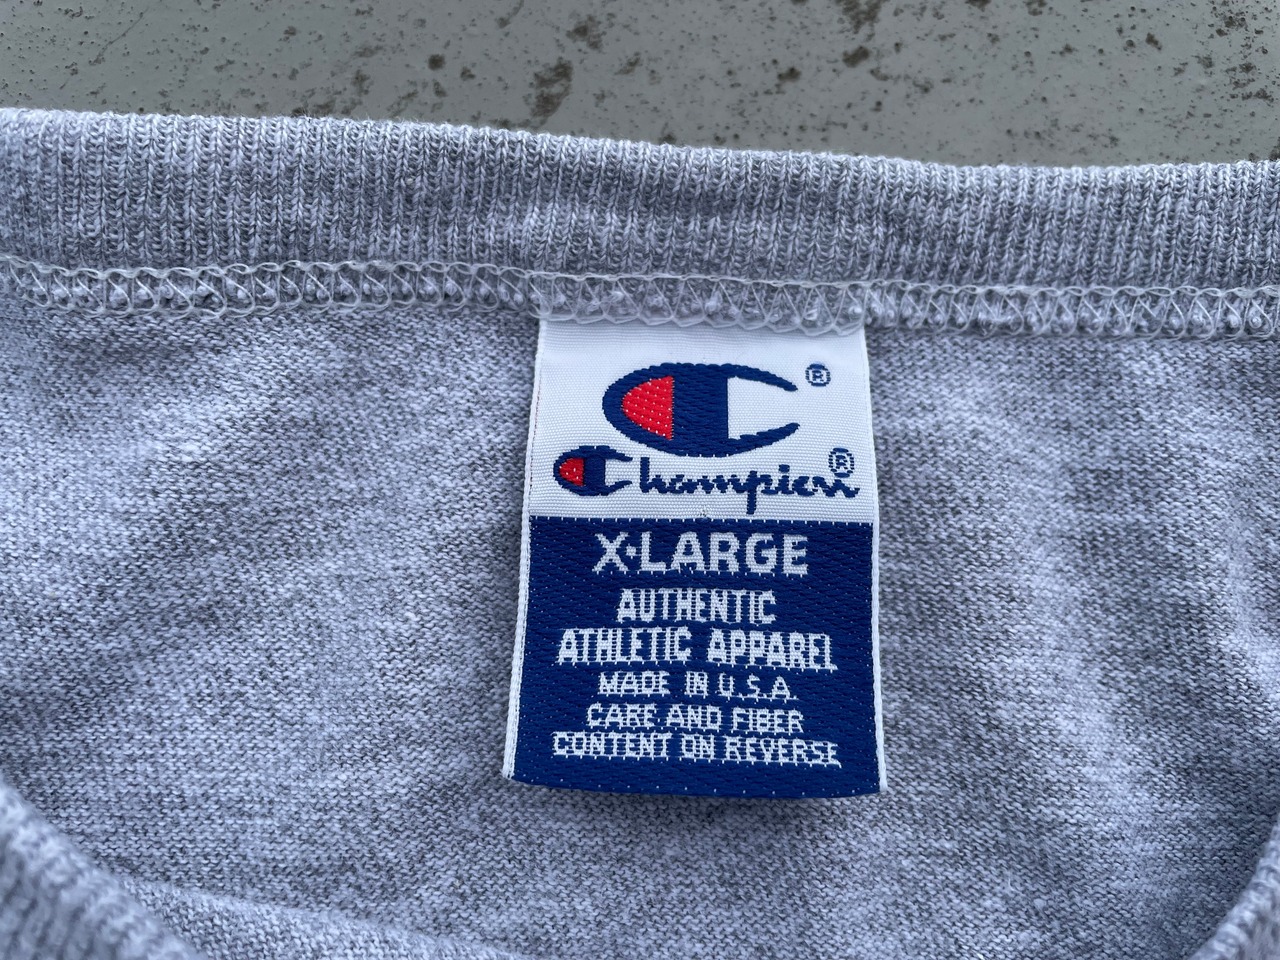 ®
Champion®
X-LARGE
AUTHENTIC
ATHLETIC APPAREL
MADE IN U.S.A.
CARE AND FIBER
CONTENT ON REVERSE